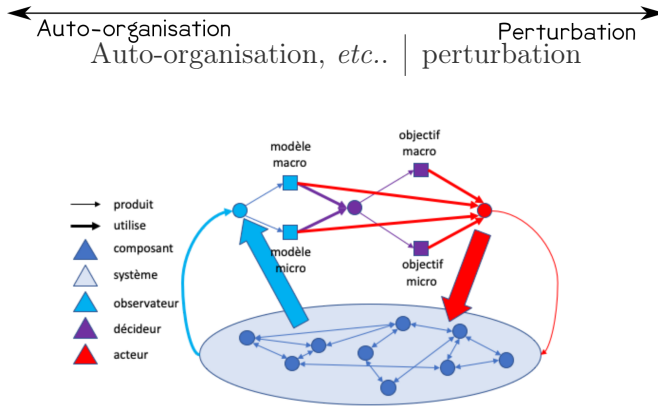 Auto-organisation
Perturbation
Auto-organisation, etc.. | perturbation
objectif
macro
modèle
macro
produit
utilise
composant
système
observateur
décideur
acteur
modèle
micro
objectif
micro